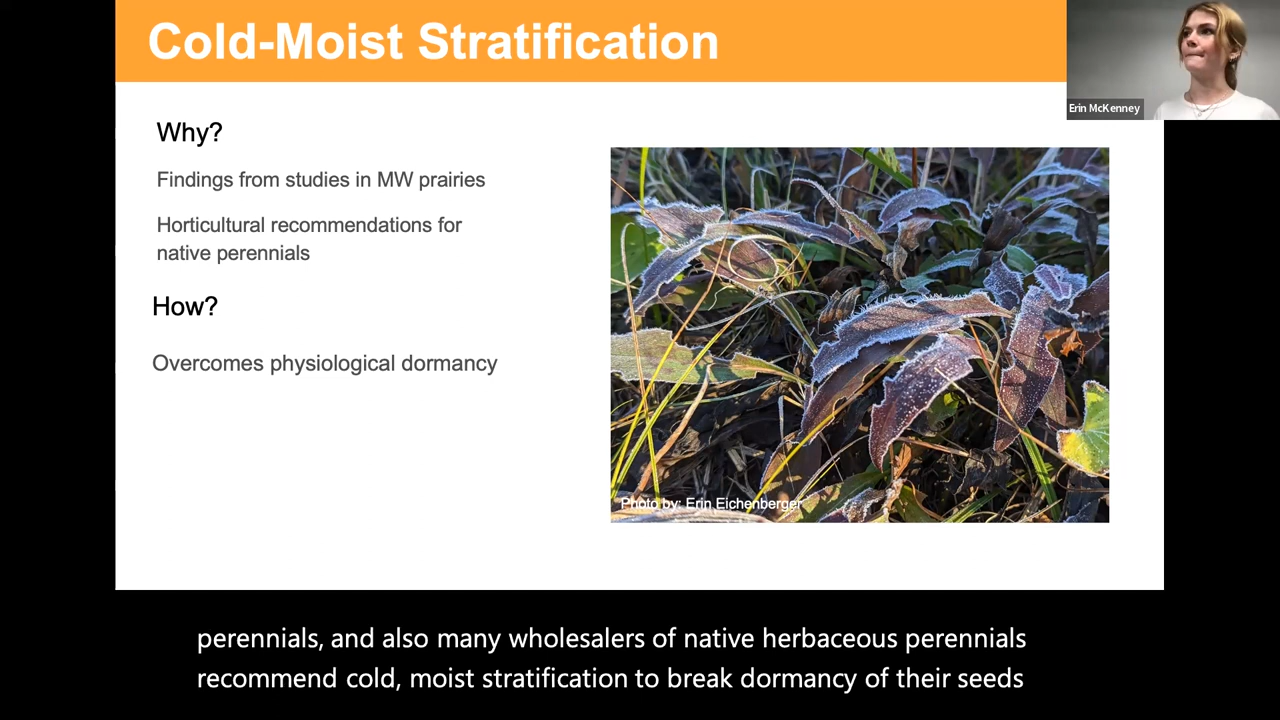 Cold-Moist Stratification
Erin McKenney
Why?
Findings from studies in MW prairies
Horticultural recommendations for
native perennials
How?
Overcomes physiological dormancy
Photo by: Erin Eichenberger
perennials, and also many wholesalers of native herbaceous perennials
recommend cold, moist stratification to break dormancy of their seeds